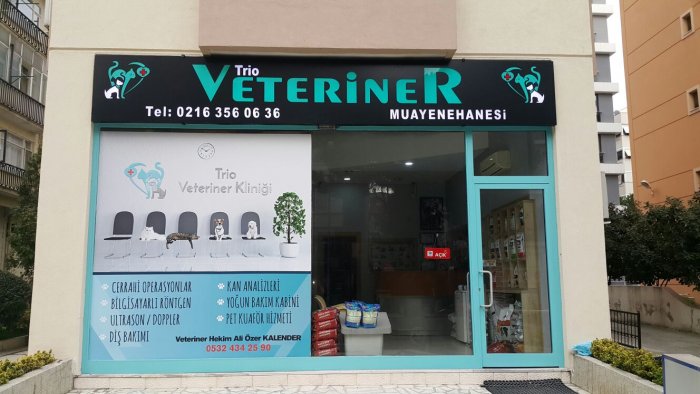 Trio
VETERİNER
Tel: 0216 356 06 36
MUAYENEHANESİ
Trio
Veteriner Kliniği
CERRAHİ OPERASYONLAR
BİLGİSAYARLI RÖNTGEN
ULTRASON / DOPPLER
DİŞ BAKIMI
KAN ANALİZLERİ
YOĞUN BAKIM KABİNİ
PET KUAFÖR HİZMETİ
Veteriner Hekim Ali Özer KALENDER
0532 434 25 90
AÇIK